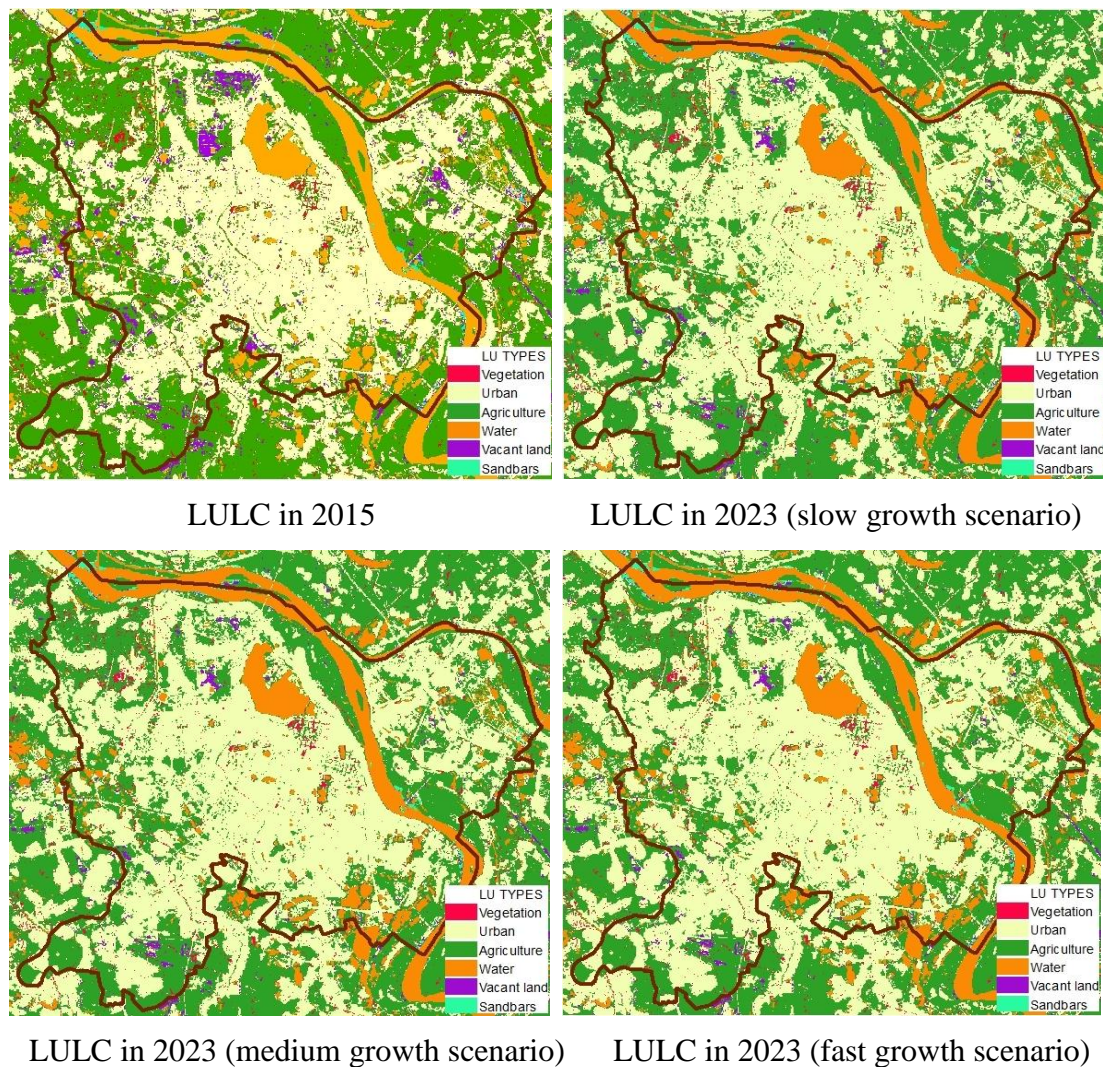 LU TYPES
Vegetation
Urban
Agriculture
Water
Vacant land
Sandbars
LU TYPES
Vegetation
Urban
Agriculture
Water
Vacant land
Sandbars
LULC in 2015
LULC in 2023 (slow growth scenario)
LU TYPES
Vegetation
Urban
Agriculture
Water
Vacant land
Sandbars
LU TYPES
Vegetation
Urban
Agriculture
Water
Vacant land
Sandbars
LULC in 2023 (medium growth scenario)
LULC in 2023 (fast growth scenario)